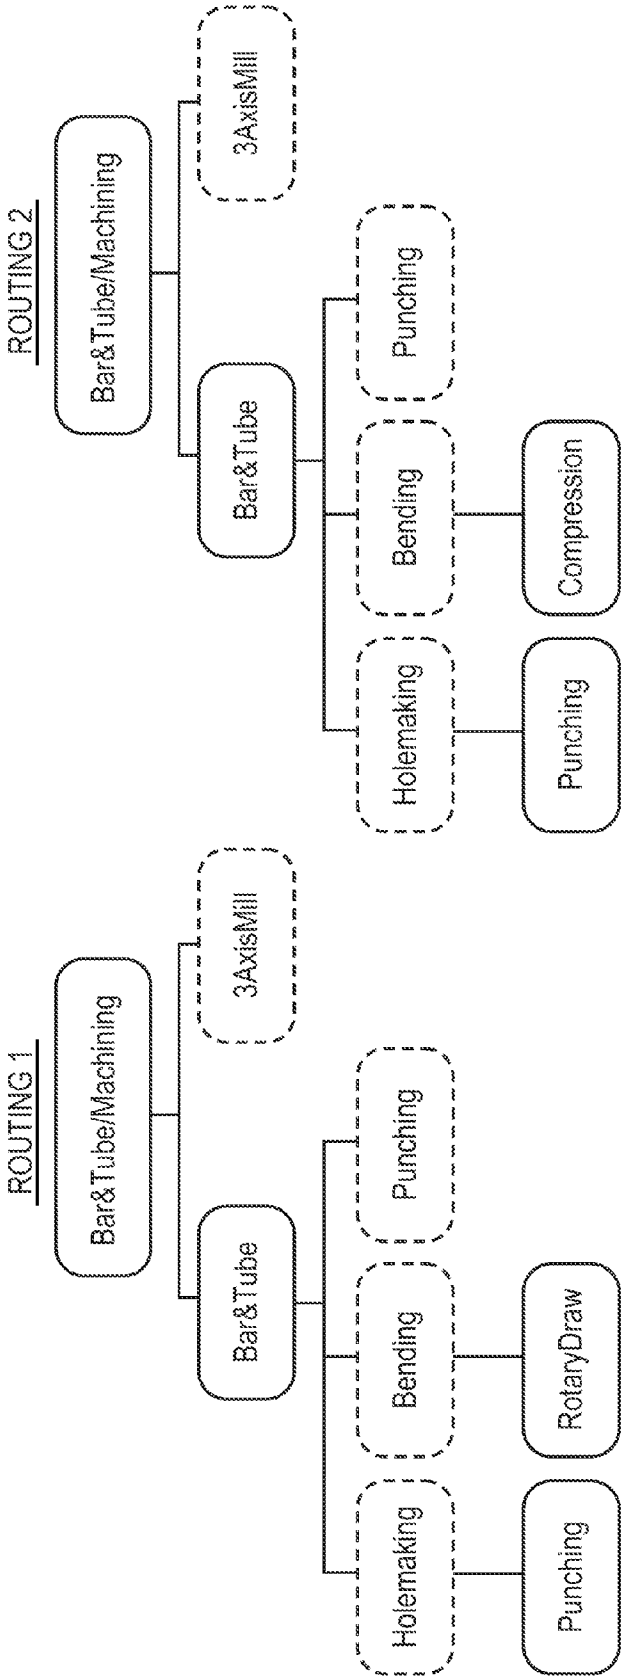 ROUTING 1
Bar&Tube/Machining
Bar&Tube
3AxisMill
Holemaking
Bending
Punching
Punching
RotaryDraw
ROUTING 2
Bar&Tube/Machining
Bar&Tube
3AxisMill
Holemaking
Bending
Punching
Punching
Compression